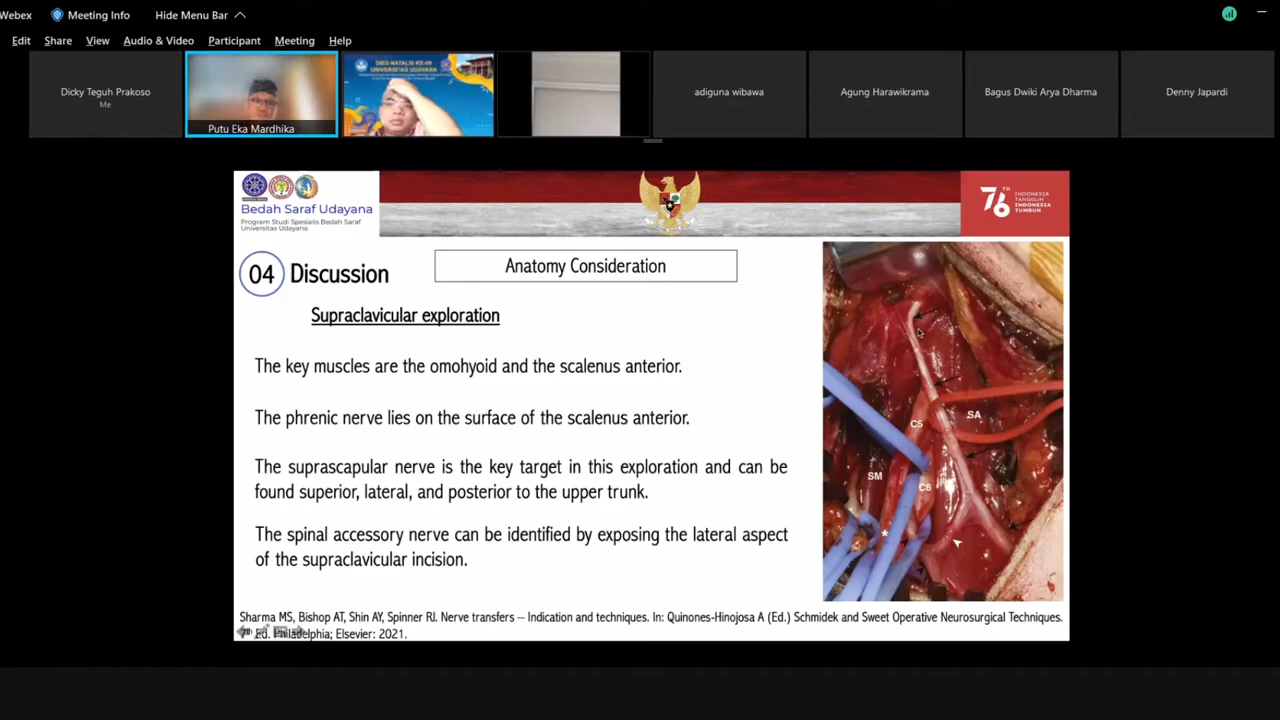 Webex
Meeting Info
Hide Menu Bar
Edit
Share
View
Audio & Video
Participant
Meeting
Help
Dicky Teguh Prakoso
Me
Putu Eka Mardhika
DIES NATALIS KE-59
UNIVERSITAS UDAYANA
adiguna wibawa
Agung Harawikrama
Bagus Dwiki Arya Dharma
Denny Japardi
Bedah Saraf Udayana
Program Studi Spesialis Bedah Saraf
Universitas Udayana
76TH
INDONESIA
TANGGUH
INDONESIA
TUMBUH
04 Discussion
Anatomy Consideration
Supraclavicular exploration
The key muscles are the omohyoid and the scalenus anterior.
The phrenic nerve lies on the surface of the scalenus anterior.
The suprascapular nerve is the key target in this exploration and can be
found superior, lateral, and posterior to the upper trunk.
The spinal accessory nerve can be identified by exposing the lateral aspect
of the supraclavicular incision.
SA
C5
SM
C6
*
Sharma MS, Bishop AT, Shin AY, Spinner RJ. Nerve transfers – Indication and techniques. In: Quinones-Hinojosa A (Ed.) Schmidek and Sweet Operative Neurosurgical Techniques.
Ed. Philadelphia; Elsevier: 2021.